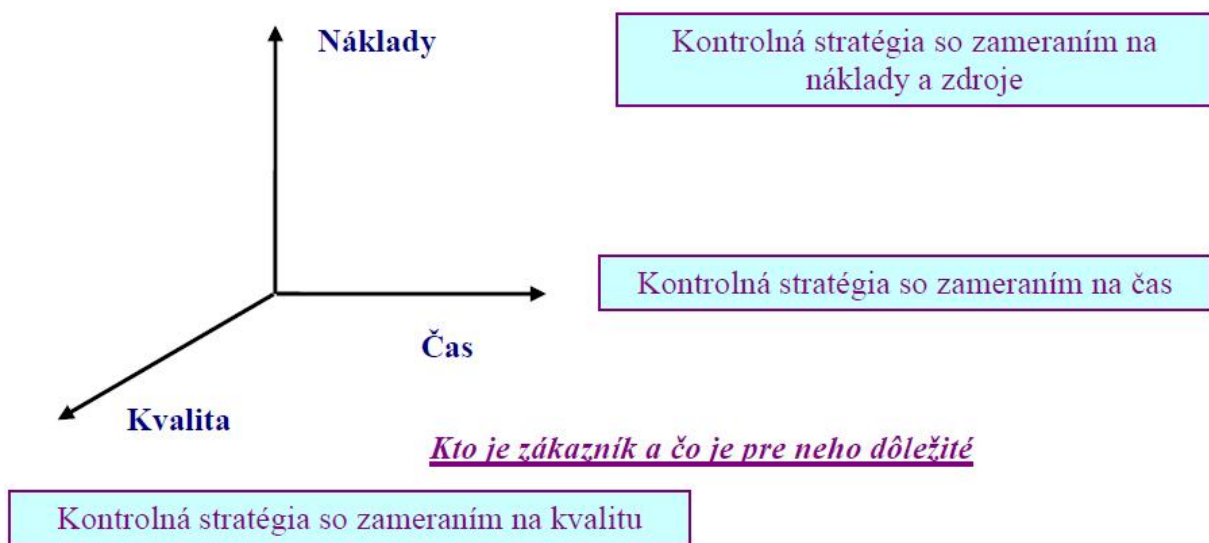 Náklady
Kontrolná stratégia so zameraním na
náklady a zdroje
Kontrolná stratégia so zameraním na čas
Čas
Kvalita
Kto je zákazník a čo je pre neho dôležité
Kontrolná stratégia so zameraním na kvalitu